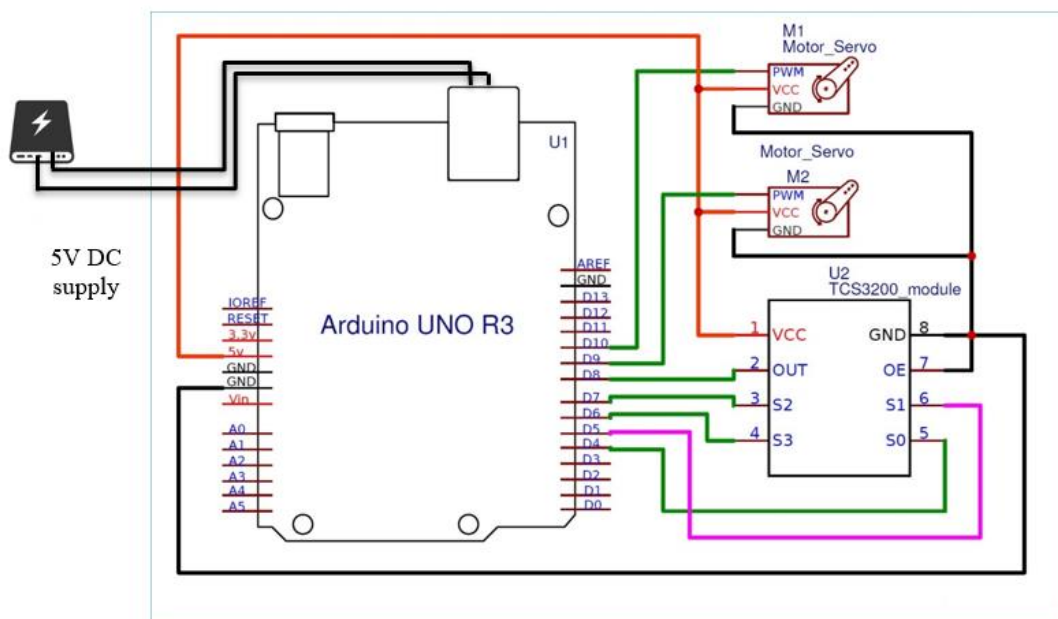 M1
Motor_Servo
PWM
VCC
GND
Motor_Servo
M2
PWM
VCC
GND
5V DC
supply
U1
Arduino UNO R3
IOREF
RESET
3.3v
5v
GND
GND
Vin
A0
A1
A2
A3
A4
A5
AREF
GND
D13
D12
D11
D10
D9
D8
D7
D6
D5
D4
D3
D2
D1
D0
U2
TCS3200_module
1 VCC GND 8
2 OUT OE 7
3 S2 S1 6
4 S3 S0 5